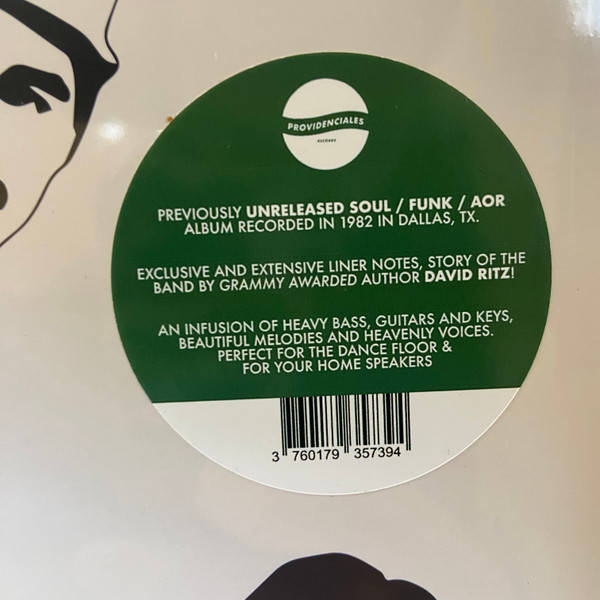 PROVIDENCIALES
RECORDS
PREVIOUSLY UNRELEASED SOUL / FUNK / AOR
ALBUM RECORDED IN 1982 IN DALLAS, TX.
EXCLUSIVE AND EXTENSIVE LINER NOTES, STORY OF THE
BAND BY GRAMMY AWARDED AUTHOR DAVID RITZ!
AN INFUSION OF HEAVY BASS, GUITARS AND KEYS,
BEAUTIFUL MELODIES AND HEAVENLY VOICES.
PERFECT FOR THE DANCE FLOOR &
FOR YOUR HOME SPEAKERS
3 760179 357394